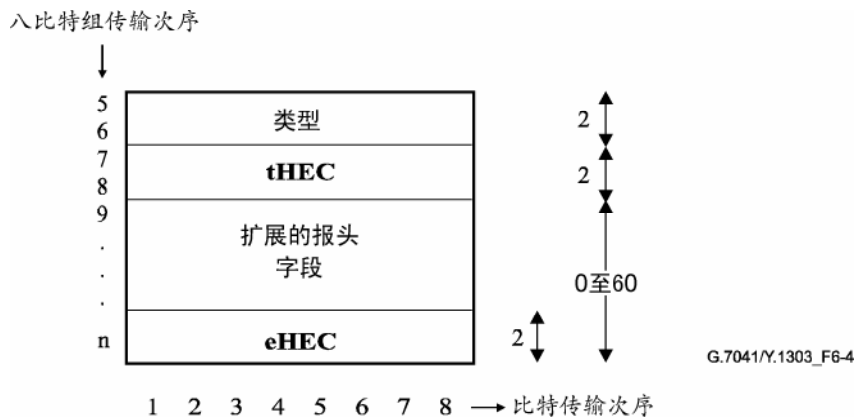 八比特组传输次序
5
6
类型
2
7
8
tHEC
2
9
.
.
.
扩展的报头
字段
0至60
n
eHEC
2
G.7041/Y.1303_F6-4
1 2 3 4 5 6 7 8 → 比特传输次序